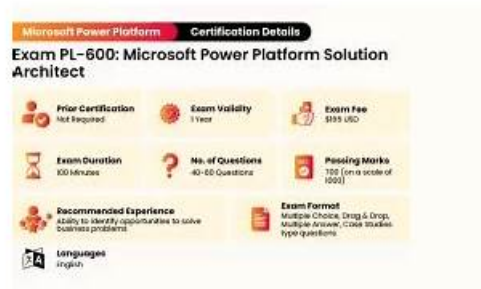 Microsoft Power Platform
Certification Details
Exam PL-600: Microsoft Power Platform Solution
Architect
Prior Certification
Not Required
Exam Validity
1 Year
Exam Fee
$165 USD
Exam Duration
100 Minutes
No. of Questions
40-60 Questions
Passing Marks
700 (on a scale of
1000)
Recommended Experience
Ability to identify opportunities to solve
business problems
Exam Format
Multiple Choice, Drag & Drop,
Multiple Answer, Case Studies
type questions
Languages
English